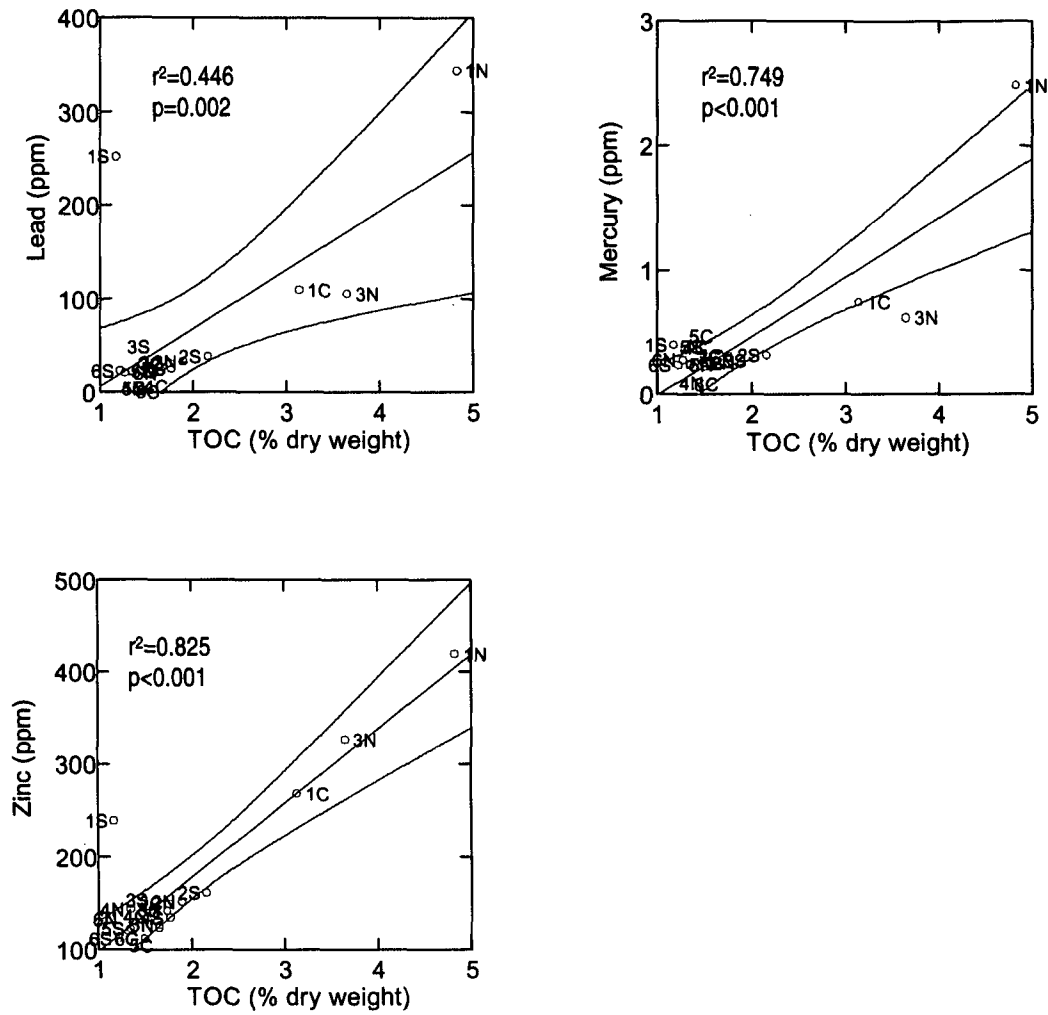 400
300
200
100
0
Lead (ppm)
r²=0.446
p=0.002
1N
1S
1C
3N
3S
2S
6S
1 2 3 4 5
TOC (% dry weight)
3
2
1
0
Mercury (ppm)
r²=0.749
p<0.001
1N
1C
3N
5C
1S
2S
6S
4N
1 2 3 4 5
TOC (% dry weight)
500
400
300
200
100
Zinc (ppm)
r²=0.825
p<0.001
1N
3N
1C
1S
2S
4N
5S
6S
1 2 3 4 5
TOC (% dry weight)